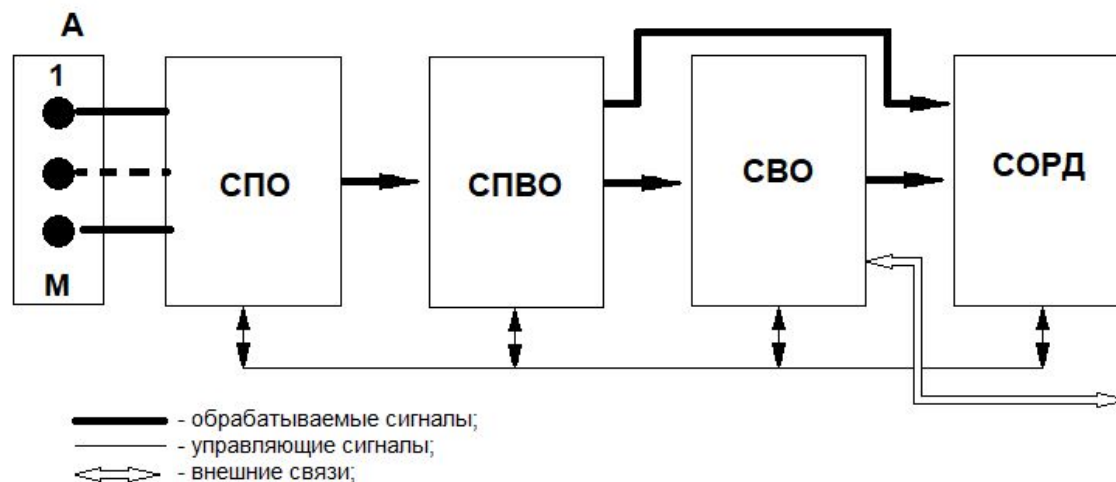 А
1
М
СПО
СПВО
СВО
СОРД
- обрабатываемые сигналы;
- управляющие сигналы;
- внешние связи;